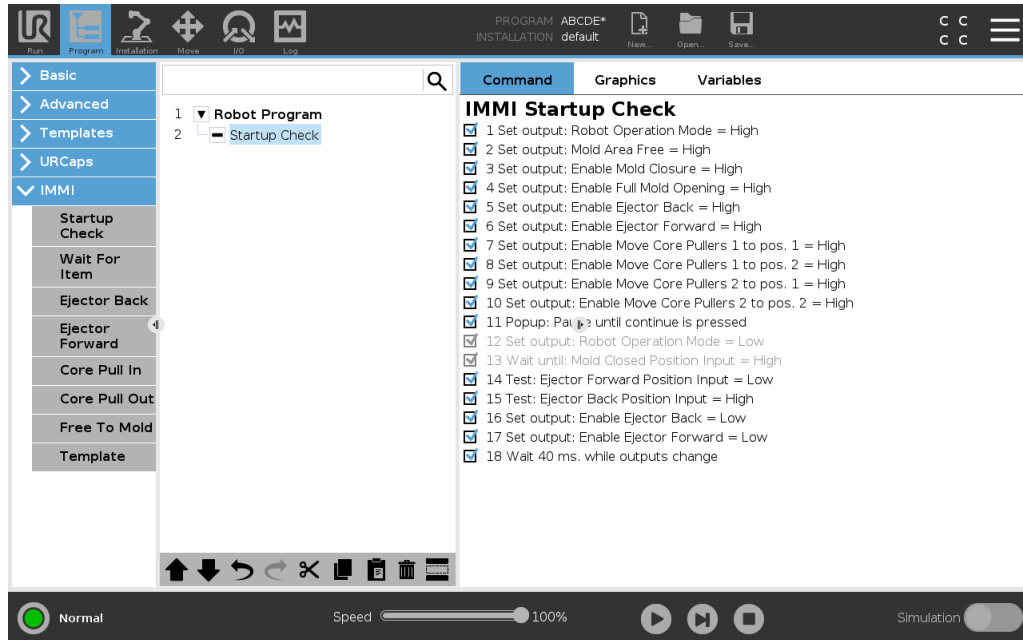 UR
PROGRAM ABCDE*
INSTALLATION default
Run
Program
Installation
Move
I/O
Log
New...
Open...
Save...
C C
C C
Basic
Advanced
Templates
URCaps
IMMI
Startup
Check
Wait For
Item
Ejector Back
Ejector
Forward
Core Pull In
Core Pull Out
Free To Mold
Template
1 Robot Program
2 Startup Check
Command Graphics Variables
IMMI Startup Check
1 Set output: Robot Operation Mode = High
2 Set output: Mold Area Free = High
3 Set output: Enable Mold Closure = High
4 Set output: Enable Full Mold Opening = High
5 Set output: Enable Ejector Back = High
6 Set output: Enable Ejector Forward = High
7 Set output: Enable Move Core Pullers 1 to pos. 1 = High
8 Set output: Enable Move Core Pullers 1 to pos. 2 = High
9 Set output: Enable Move Core Pullers 2 to pos. 1 = High
10 Set output: Enable Move Core Pullers 2 to pos. 2 = High
11 Popup: Pause until continue is pressed
12 Set output: Robot Operation Mode = Low
13 Wait until: Mold Closed Position Input = High
14 Test: Ejector Forward Position Input = Low
15 Test: Ejector Back Position Input = High
16 Set output: Enable Ejector Back = Low
17 Set output: Enable Ejector Forward = Low
18 Wait 40 ms. while outputs change
Normal
Speed 100%
Simulation